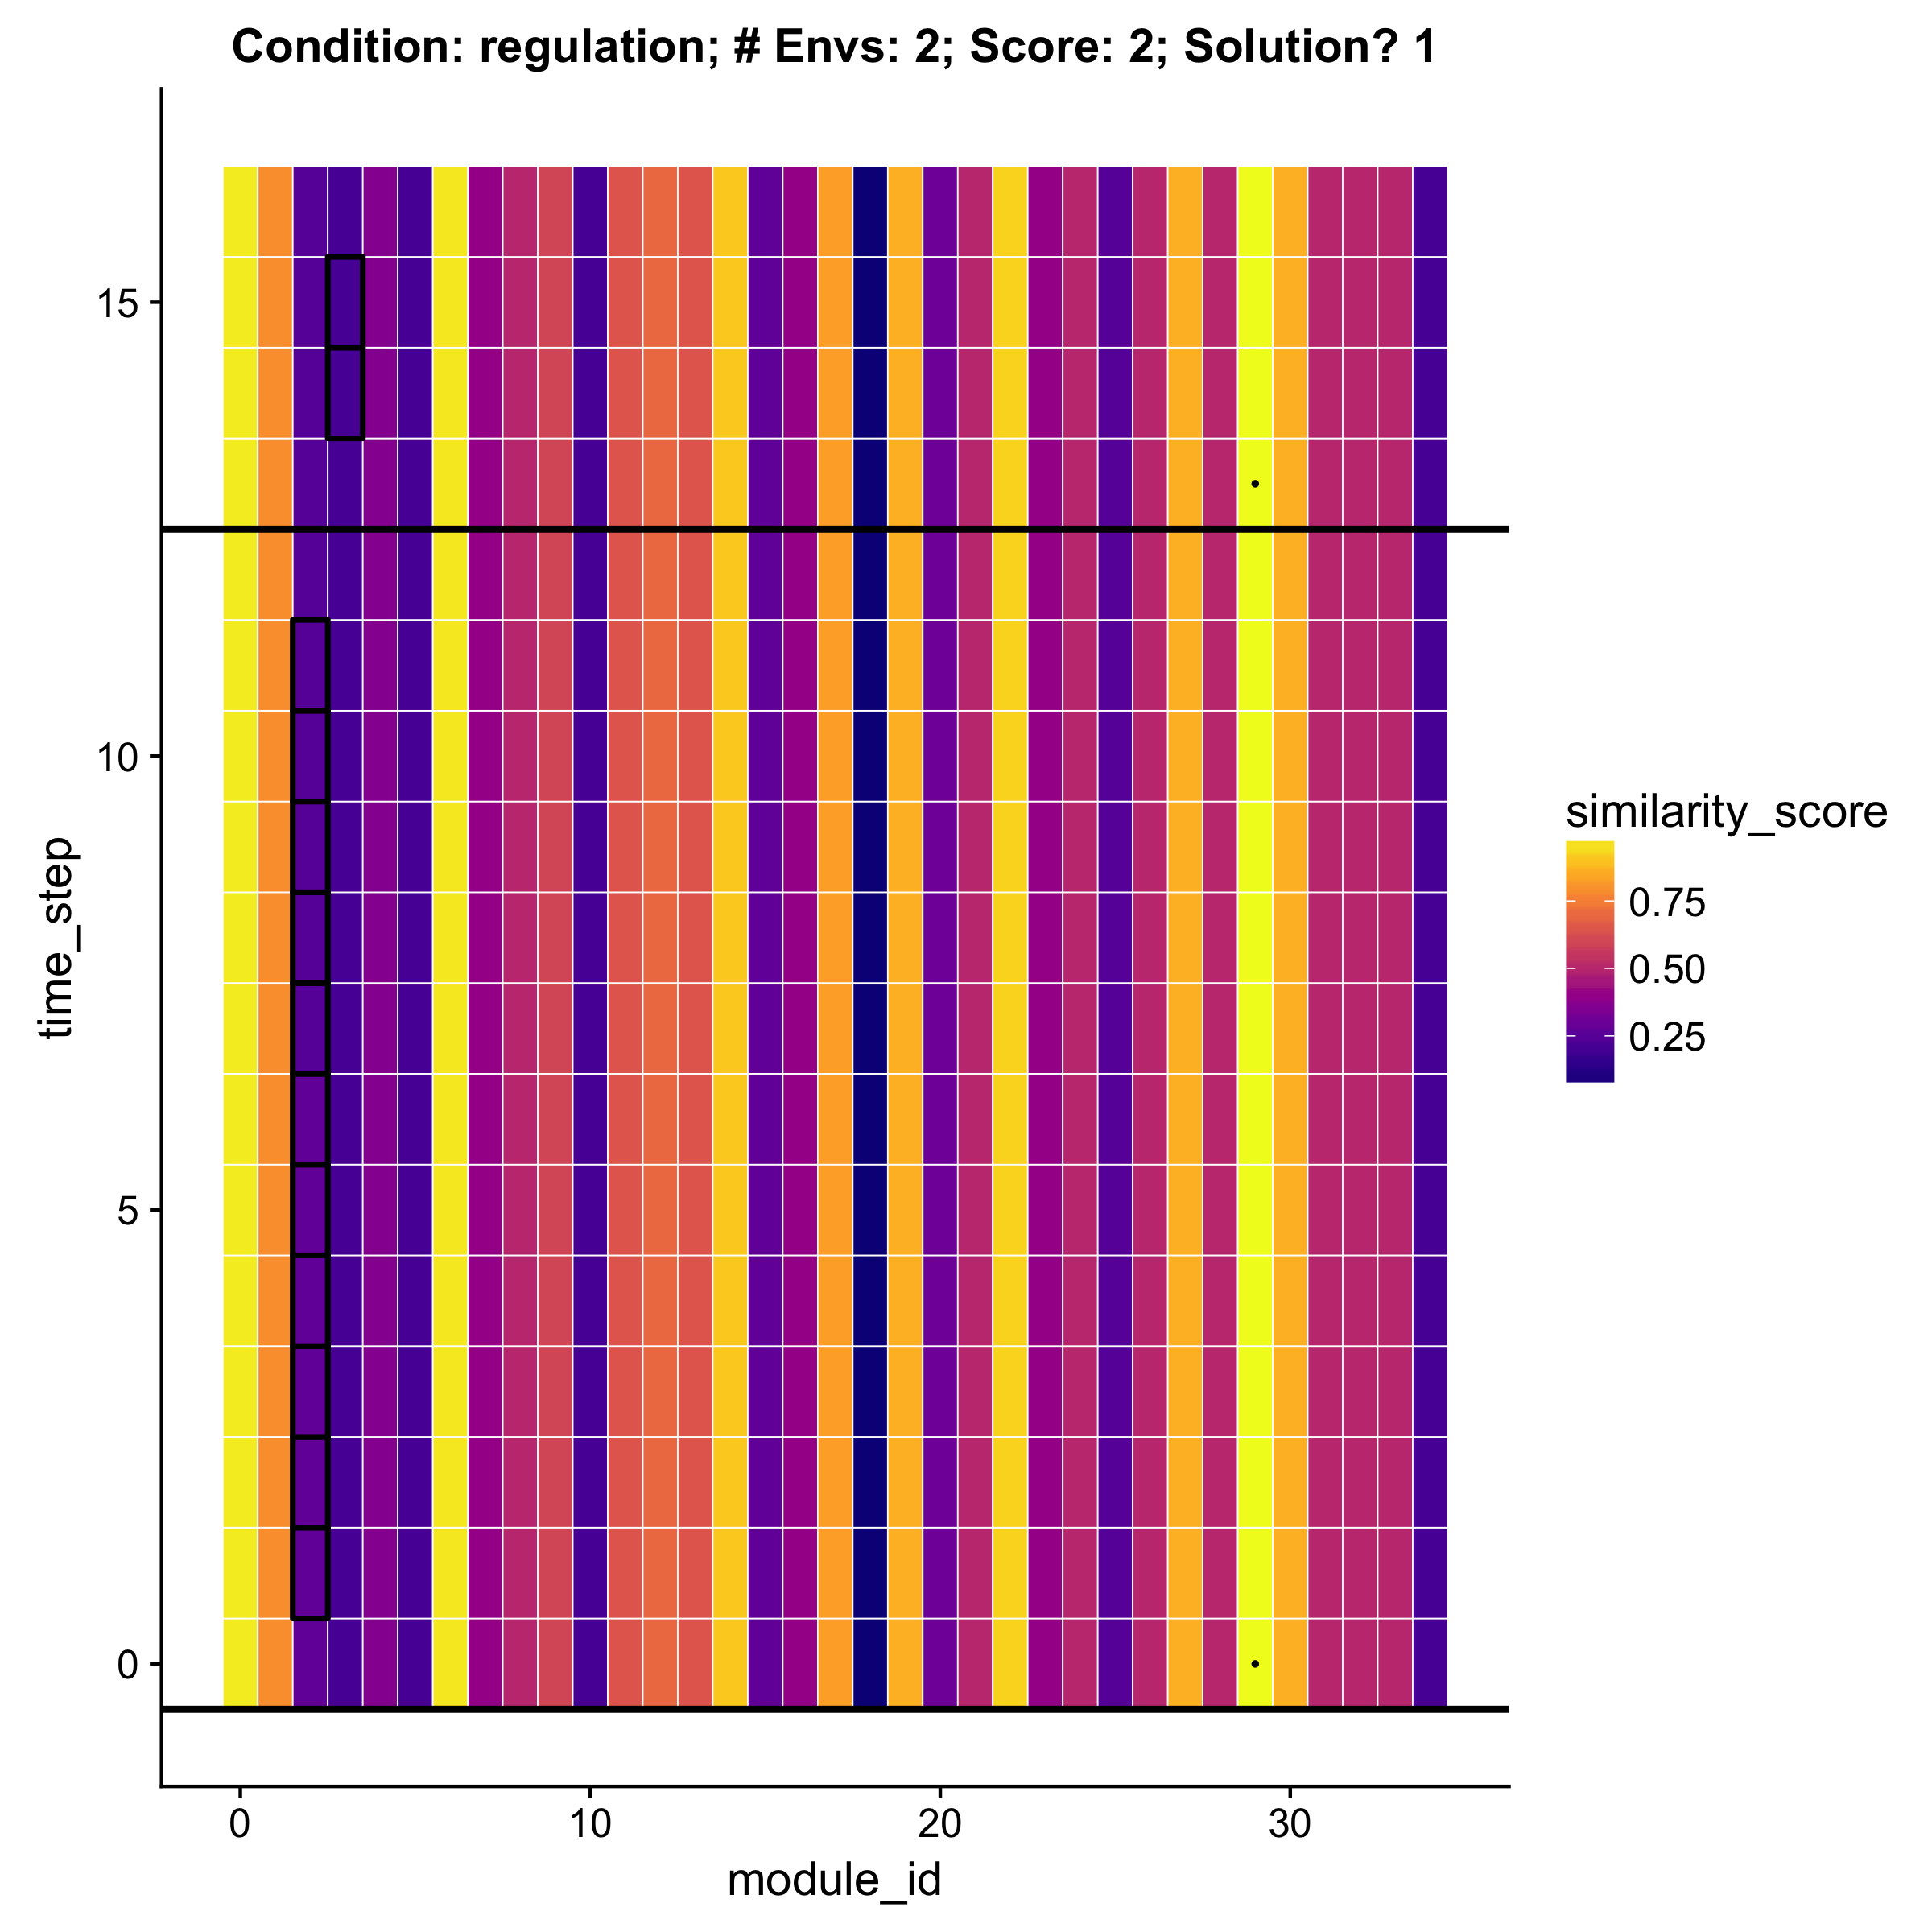 Condition: regulation; # Envs: 2; Score: 2; Solution? 1
15
10
5
0
time_step
0 10 20 30
module_id
similarity_score
0.75
0.50
0.25